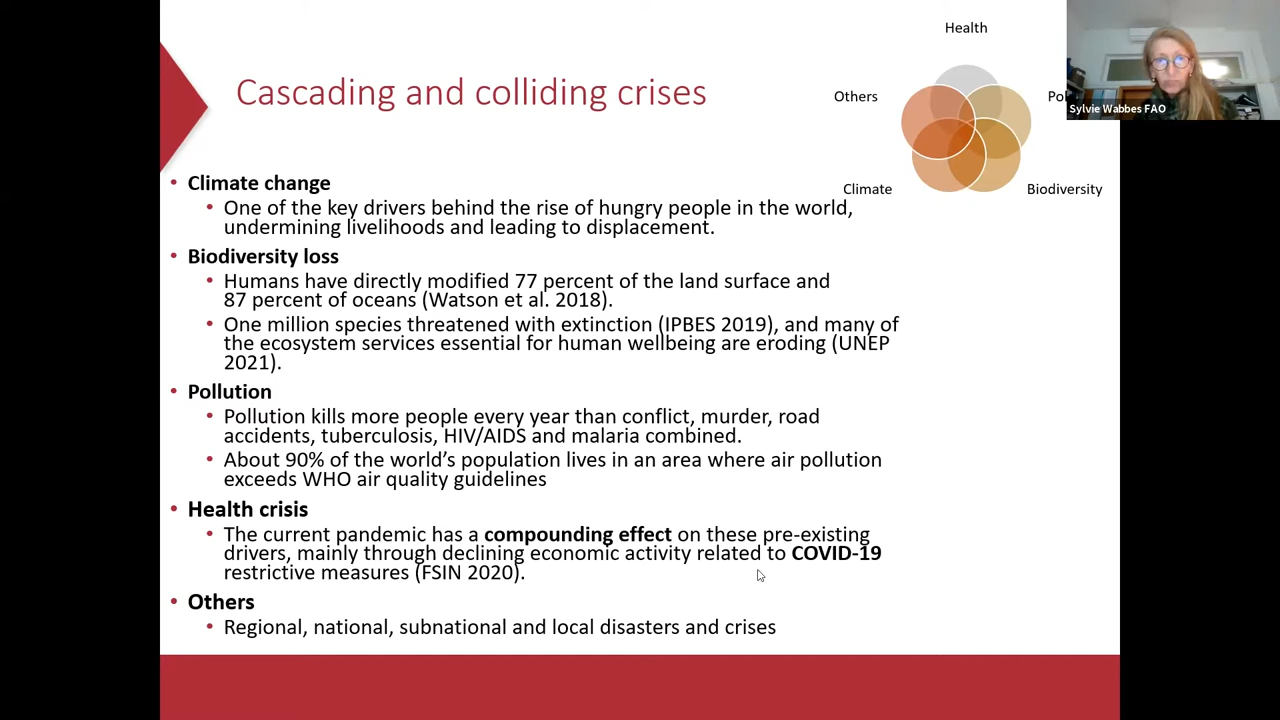 Health
Cascading and colliding crises
Others
Sylvie Wabbes FAO
Climate
Biodiversity
• Climate change
• One of the key drivers behind the rise of hungry people in the world,
undermining livelihoods and leading to displacement.
• Biodiversity loss
• Humans have directly modified 77 percent of the land surface and
87 percent of oceans (Watson et al. 2018).
• One million species threatened with extinction (IPBES 2019), and many of
the ecosystem services essential for human wellbeing are eroding (UNEP
2021).
• Pollution
• Pollution kills more people every year than conflict, murder, road
accidents, tuberculosis, HIV/AIDS and malaria combined.
• About 90% of the world's population lives in an area where air pollution
exceeds WHO air quality guidelines
• Health crisis
• The current pandemic has a compounding effect on these pre-existing
drivers, mainly through declining economic activity related to COVID-19
restrictive measures (FSIN 2020).
• Others
• Regional, national, subnational and local disasters and crises